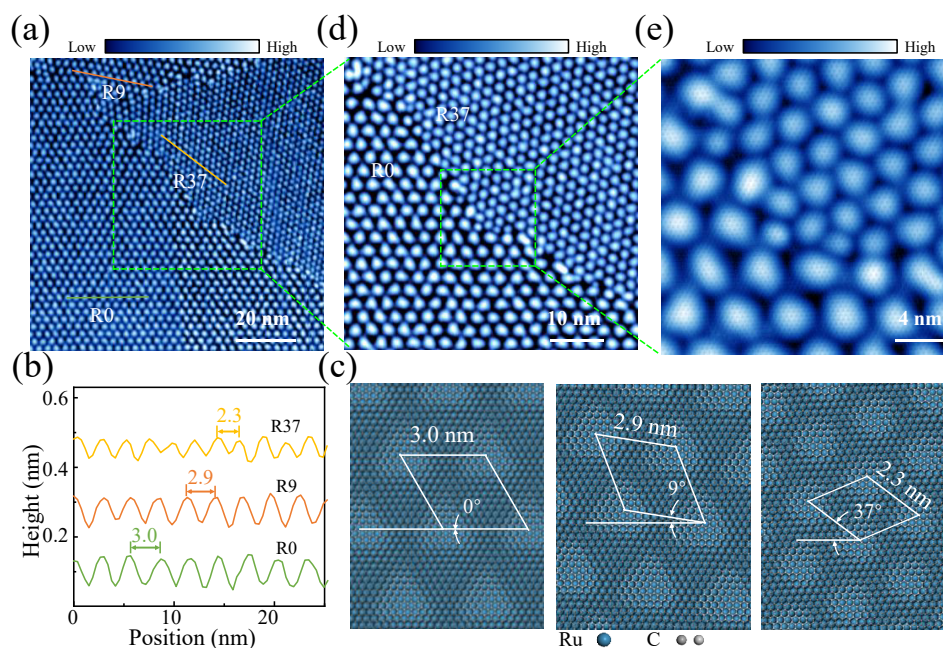 (a)
Low
High
R9
R37
R0
20 nm
(d)
Low
High
R37
R0
10 nm
(e)
Low
High
4 nm
(b)
0.6
0.4
0.2
0.0
Height (nm)
2.3
R37
2.9
R9
3.0
R0
0
10
20
Position (nm)
(c)
3.0 nm
0°
2.9 nm
9°
2.3 nm
37°
Ru
C